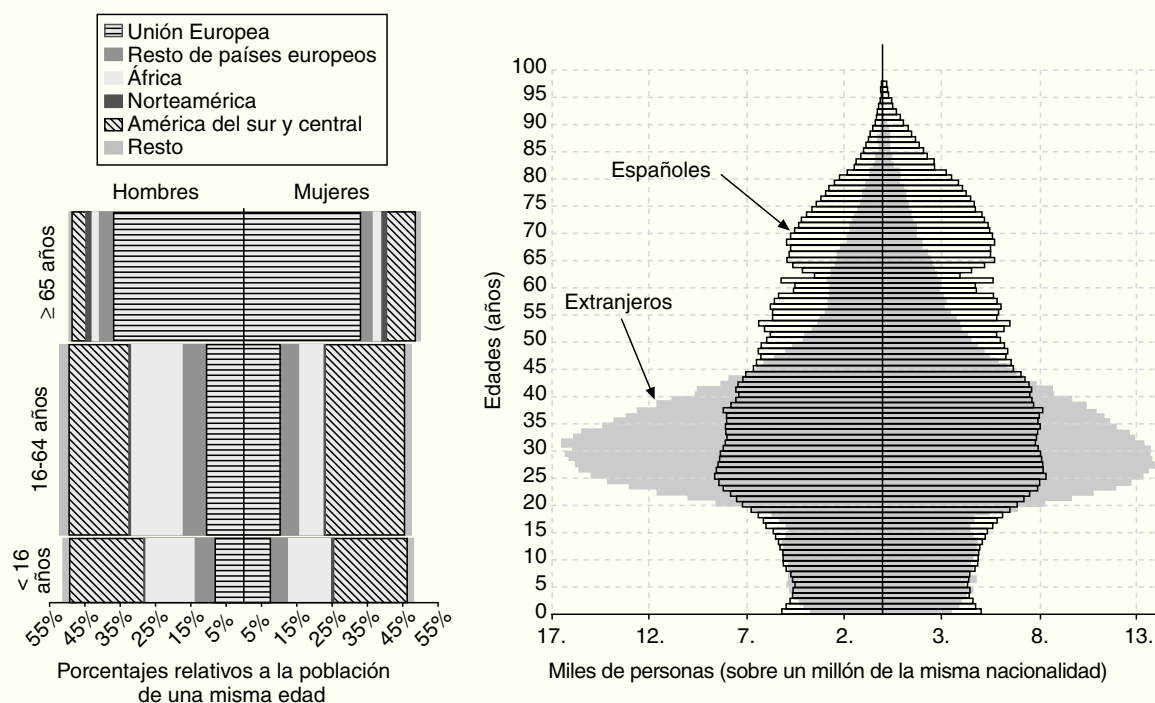 Unión Europea
Resto de países europeos
África
Norteamérica
América del sur y central
Resto
Hombres
Mujeres
≥ 65 años
16-64 años
< 16
años
55%
45%
35%
25%
15%
5%
5%
15%
25%
35%
45%
55%
Porcentajes relativos a la población
de una misma edad
Edades (años)
100
95
90
85
80
75
70
65
60
55
50
45
40
35
30
25
20
15
10
5
0
Españoles
Extranjeros
17.
12.
7.
2.
3.
8.
13.
Miles de personas (sobre un millón de la misma nacionalidad)